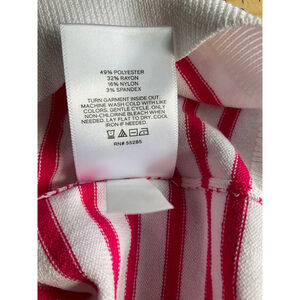 49% POLYESTER
32% RAYON
16% NYLON
3% SPANDEX
TURN GARMENT INSIDE OUT.
MACHINE WASH COLD WITH LIKE
COLORS, GENTLE CYCLE. ONLY
NON-CHLORINE BLEACH WHEN
NEEDED. LAY FLAT TO DRY. COOL
IRON IF NEEDED.
RN# 55285